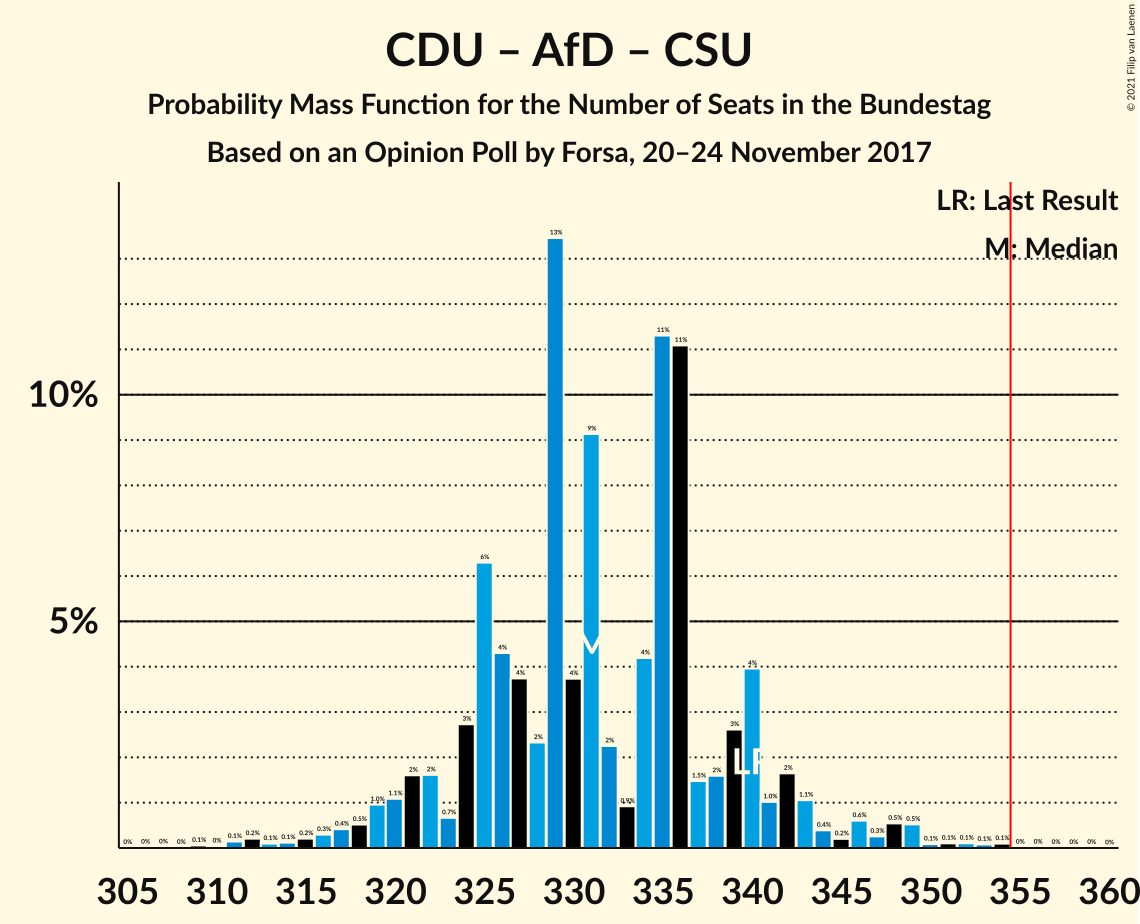 CDU – AfD – CSU
Probability Mass Function for the Number of Seats in the Bundestag
Based on an Opinion Poll by Forsa, 20–24 November 2017
© 2021 Filip van Laenen
LR: Last Result
M: Median
10%
5%
0% 0% 0% 0% 0.1% 0% 0.1% 0.2% 0.1% 0.1% 0.2% 0.3% 0.4% 0.5% 1.0% 1.1% 2% 2% 0.7% 3% 6% 4% 4% 2% 13% 4% 9% 2% 0.9% 4% 11% 11% 1.5% 2% 3% 4% 1.0% 2% 1.1% 0.4% 0.2% 0.6% 0.3% 0.5% 0.5% 0.1% 0.1% 0.1% 0.1% 0.1% 0% 0% 0% 0% 0% 0%
M
LR
305 310 315 320 325 330 335 340 345 350 355 360